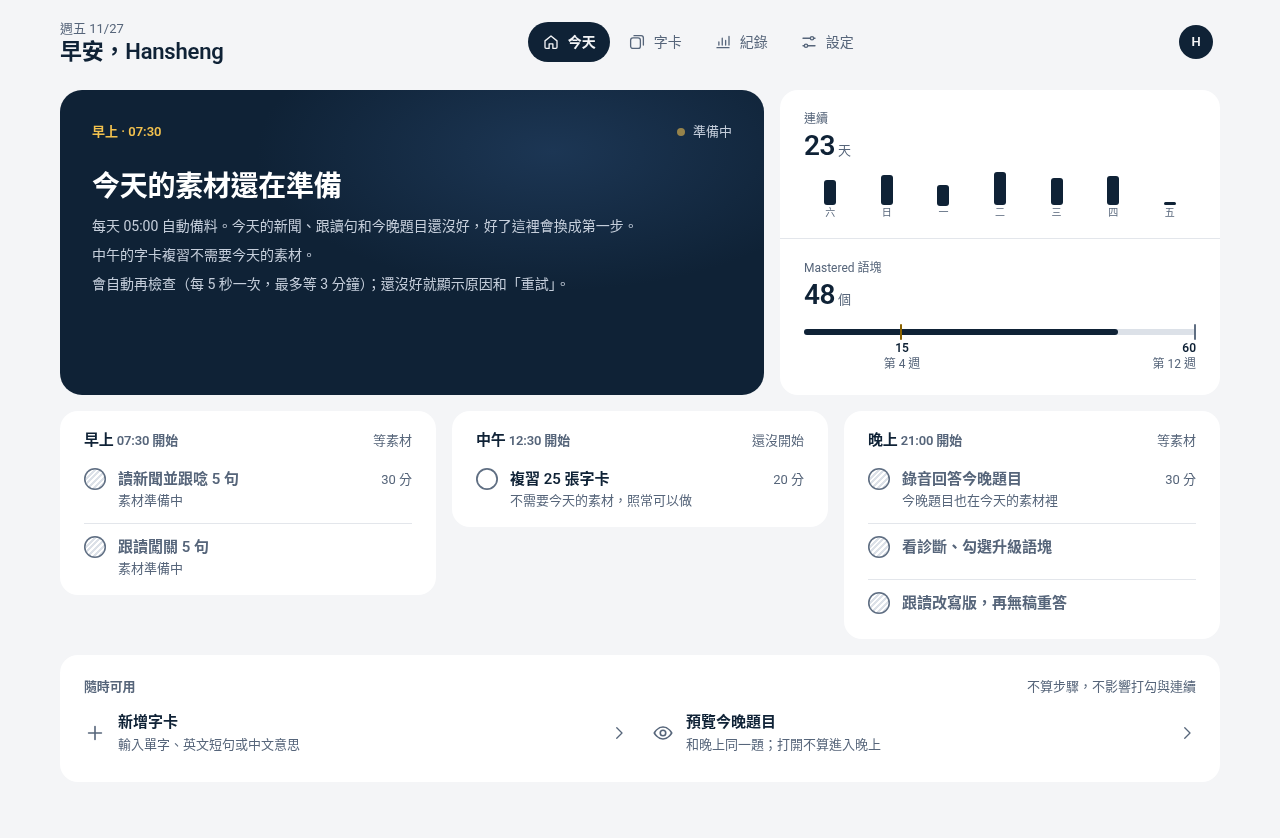 週五 11/27
早安，Hansheng
今天
字卡
紀錄
設定
H
早上 · 07:30
準備中
今天的素材還在準備
每天 05:00 自動備料。今天的新聞、跟讀句和今晚題目還沒好，好了這裡會換成第一步。
中午的字卡複習不需要今天的素材。
會自動再檢查（每 5 秒一次，最多等 3 分鐘）；還沒好就顯示原因和「重試」。
連續
23 天
六 日 一 二 三 四 五
Mastered 語塊
48 個
15 60
第 4 週 第 12 週
早上 07:30 開始 等素材
讀新聞並跟唸 5 句 30 分
素材準備中
跟讀闖關 5 句
素材準備中
中午 12:30 開始 還沒開始
複習 25 張字卡 20 分
不需要今天的素材，照常可以做
晚上 21:00 開始 等素材
錄音回答今晚題目 30 分
今晚題目也在今天的素材裡
看診斷、勾選升級語塊
跟讀改寫版，再無稿重答
隨時可用 不算步驟，不影響打勾與連續
新增字卡
輸入單字、英文短句或中文意思
預覽今晚題目
和晚上同一題；打開不算進入晚上